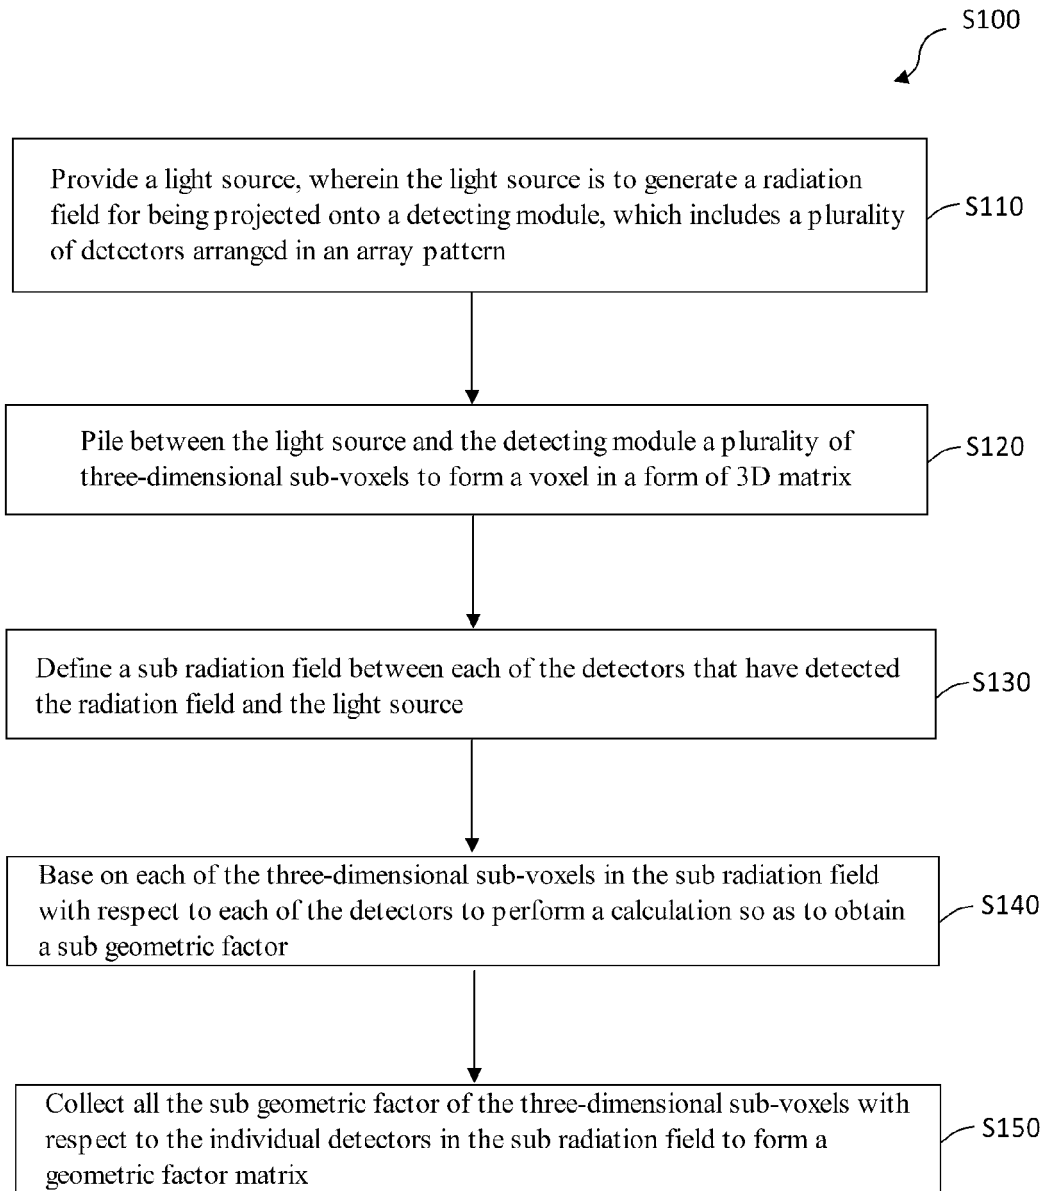 S100
Provide a light source, wherein the light source is to generate a radiation
field for being projected onto a detecting module, which includes a plurality
of detectors arranged in an array pattern
S110
Pile between the light source and the detecting module a plurality of
three-dimensional sub-voxels to form a voxel in a form of 3D matrix
S120
Define a sub radiation field between each of the detectors that have detected
the radiation field and the light source
S130
Base on each of the three-dimensional sub-voxels in the sub radiation field
with respect to each of the detectors to perform a calculation so as to obtain
a sub geometric factor
S140
Collect all the sub geometric factor of the three-dimensional sub-voxels with
respect to the individual detectors in the sub radiation field to form a
geometric factor matrix
S150